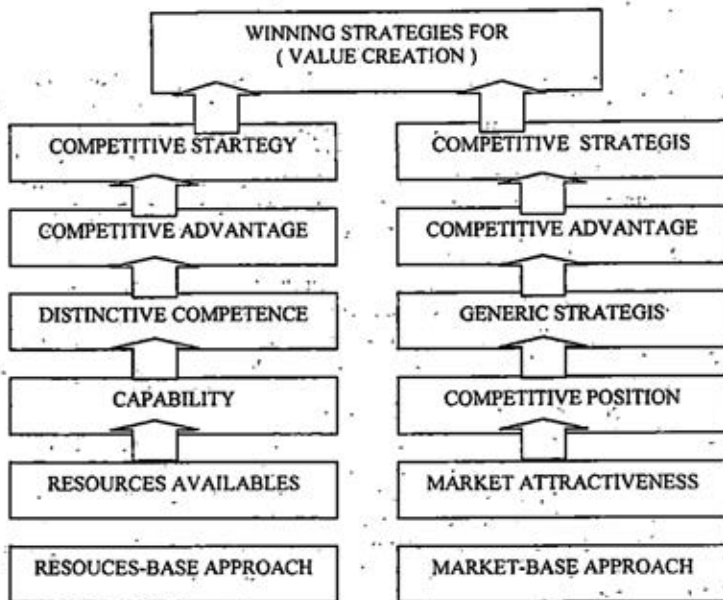 WINNING STRATEGIES FOR
( VALUE CREATION )
COMPETITIVE STARTEGY
COMPETITIVE ADVANTAGE
DISTINCTIVE COMPETENCE
CAPABILITY
RESOURCES AVAILABLES
RESOUCES-BASE APPROACH
COMPETITIVE STRATEGIS
COMPETITIVE ADVANTAGE
GENERIC STRATEGIS
COMPETITIVE POSITION
MARKET ATTRACTIVENESS
MARKET-BASE APPROACH